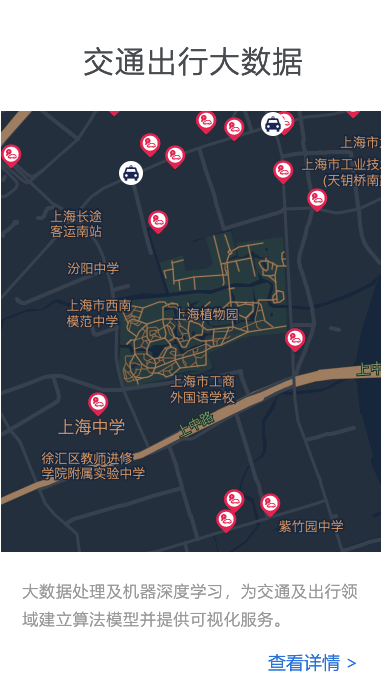 交通出行大数据
上海市
上海市工业技
(天钥桥南
上海长途
客运南站
汾阳中学
上海市西南
模范中学
上海植物园
上中
上海市工商
外国语学校
上海中学
上中路
徐汇区教师进修
学院附属实验中学
紫竹园中学
大数据处理及机器深度学习，为交通及出行领
域建立算法模型并提供可视化服务。
查看详情 >